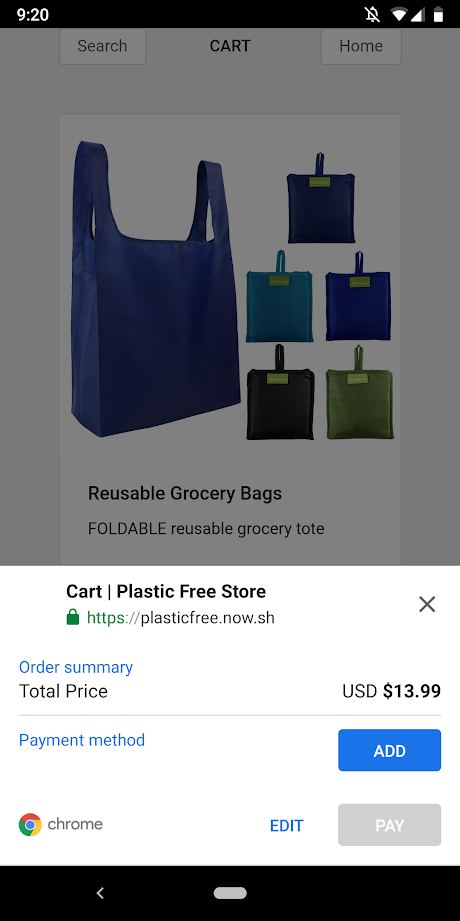 9:20
Search CART Home
Reusable Grocery Bags
FOLDABLE reusable grocery tote
Cart | Plastic Free Store
https://plasticfree.now.sh
Order summary
Total Price USD $13.99
Payment method ADD
chrome EDIT PAY